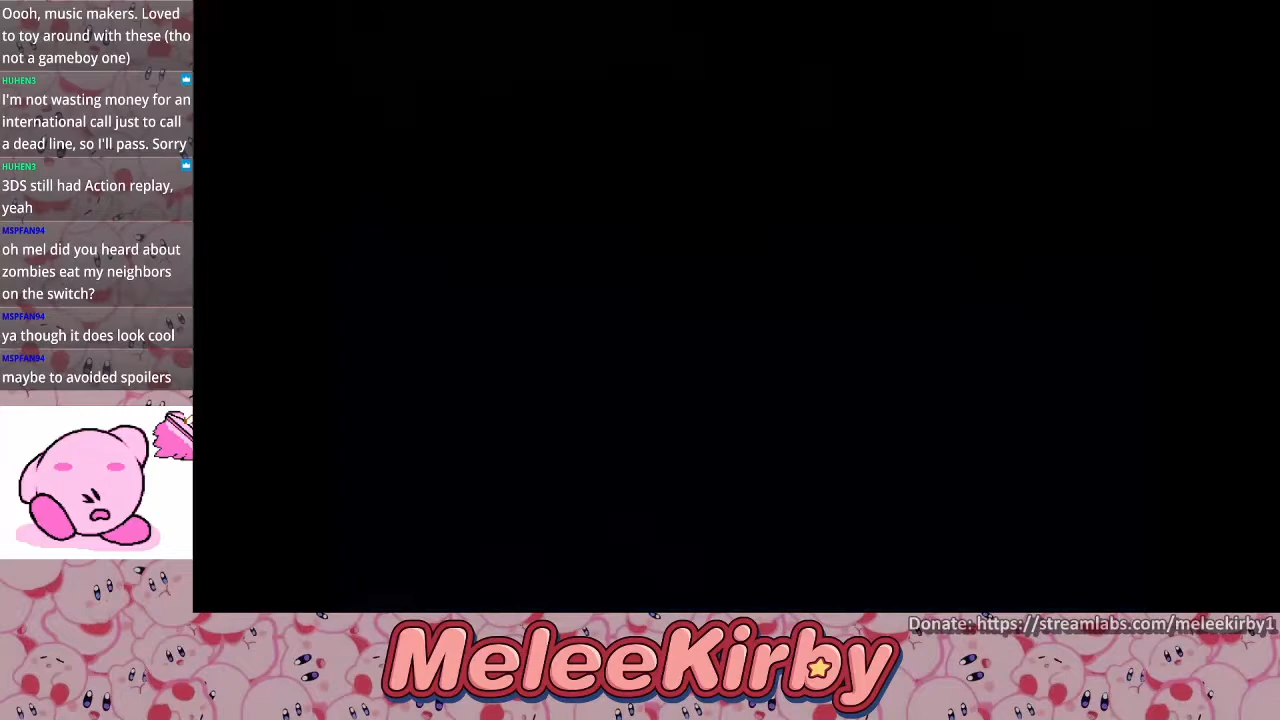 Oooh, music makers. Loved
to toy around with these (tho
not a gameboy one)
HUHEN3
I'm not wasting money for an
international call just to call
a dead line, so I'll pass. Sorry
HUHEN3
3DS still had Action replay,
yeah
MSPFAN94
oh mel did you heard about
zombies eat my neighbors
on the switch?
MSPFAN94
ya though it does look cool
MSPFAN94
maybe to avoided spoilers
Donate: https://streamlabs.com/meleekirby1
MeleeKirby